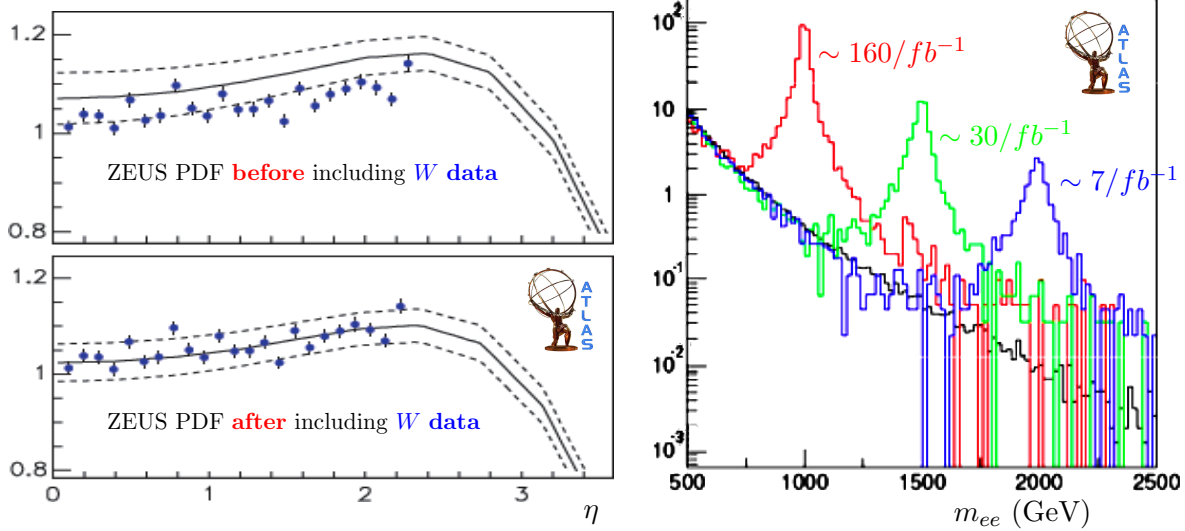 1.2
1
0.8
ZEUS PDF before including W data
1.2
1
0.8
ZEUS PDF after including W data
ATLAS
0 1 2 3
η
10²
10
1
10⁻¹
10⁻²
10⁻³
~ 160/fb⁻¹
~ 30/fb⁻¹
~ 7/fb⁻¹
ATLAS
500 1000 1500 2000 2500
m_ee (GeV)